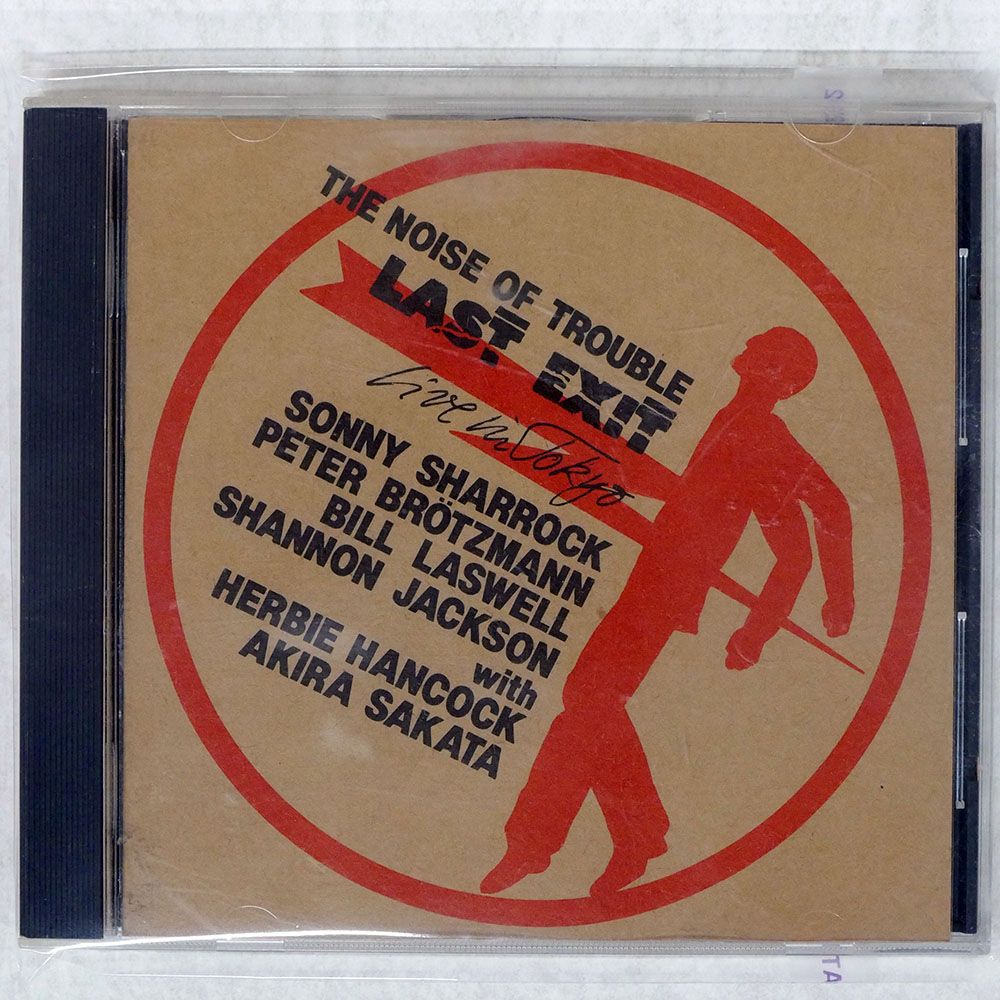 THE NOISE OF TROUBLE
LAST EXIT
Live in Tokyo
SONNY SHARROCK
PETER BRÖTZMANN
BILL LASWELL
SHANNON JACKSON
with
HERBIE HANCOCK
AKIRA SAKATA
TA